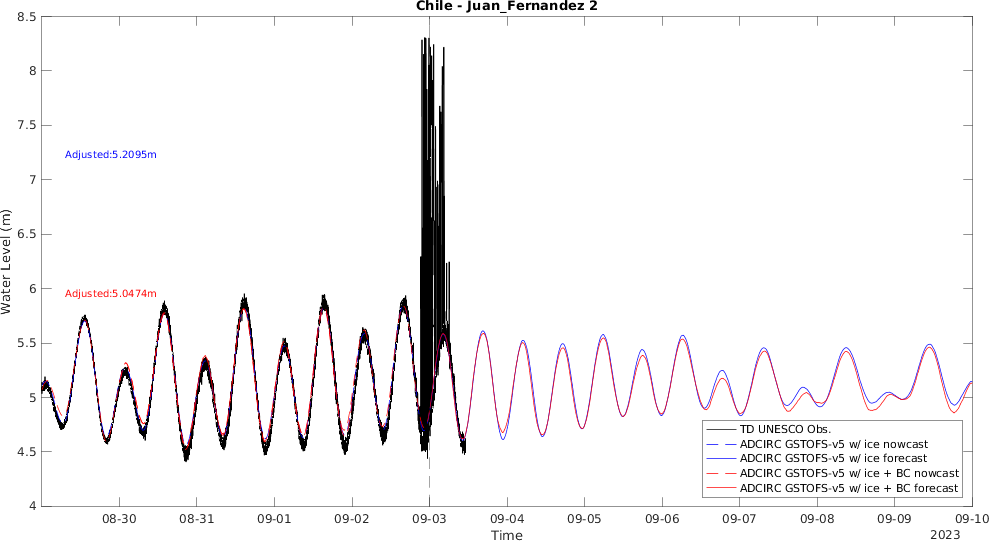 Chile - Juan_Fernandez 2
Water Level (m)
8.5
8
7.5
7
6.5
6
5.5
5
4.5
4
Adjusted:5.2095m
Adjusted:5.0474m
TD UNESCO Obs.
ADCIRC GSTOFS-v5 w/ ice nowcast
ADCIRC GSTOFS-v5 w/ ice forecast
ADCIRC GSTOFS-v5 w/ ice + BC nowcast
ADCIRC GSTOFS-v5 w/ ice + BC forecast
08-30 08-31 09-01 09-02 09-03 09-04 09-05 09-06 09-07 09-08 09-09 09-10
Time
2023